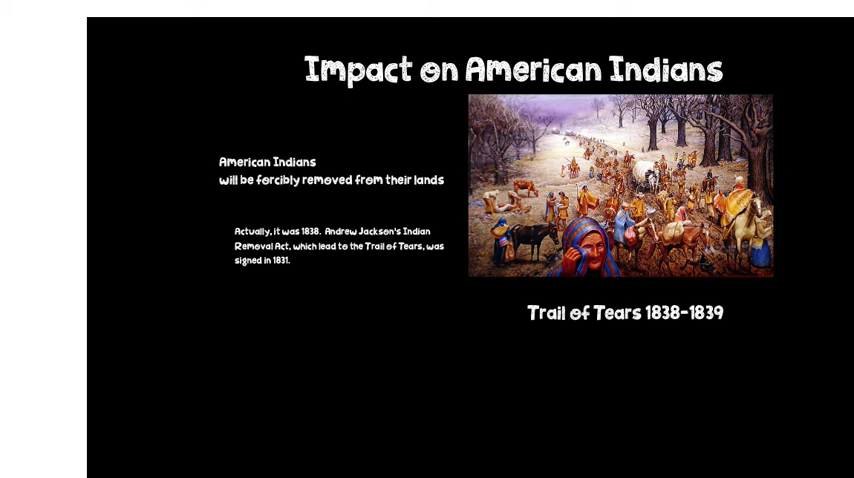 Impact on American Indians
American Indians
will be forcibly removed from their lands
Actually, it was 1838. Andrew Jackson's Indian
Removal Act, which lead to the Trail of Tears, was
signed in 1831.
Trail of Tears 1838-1839